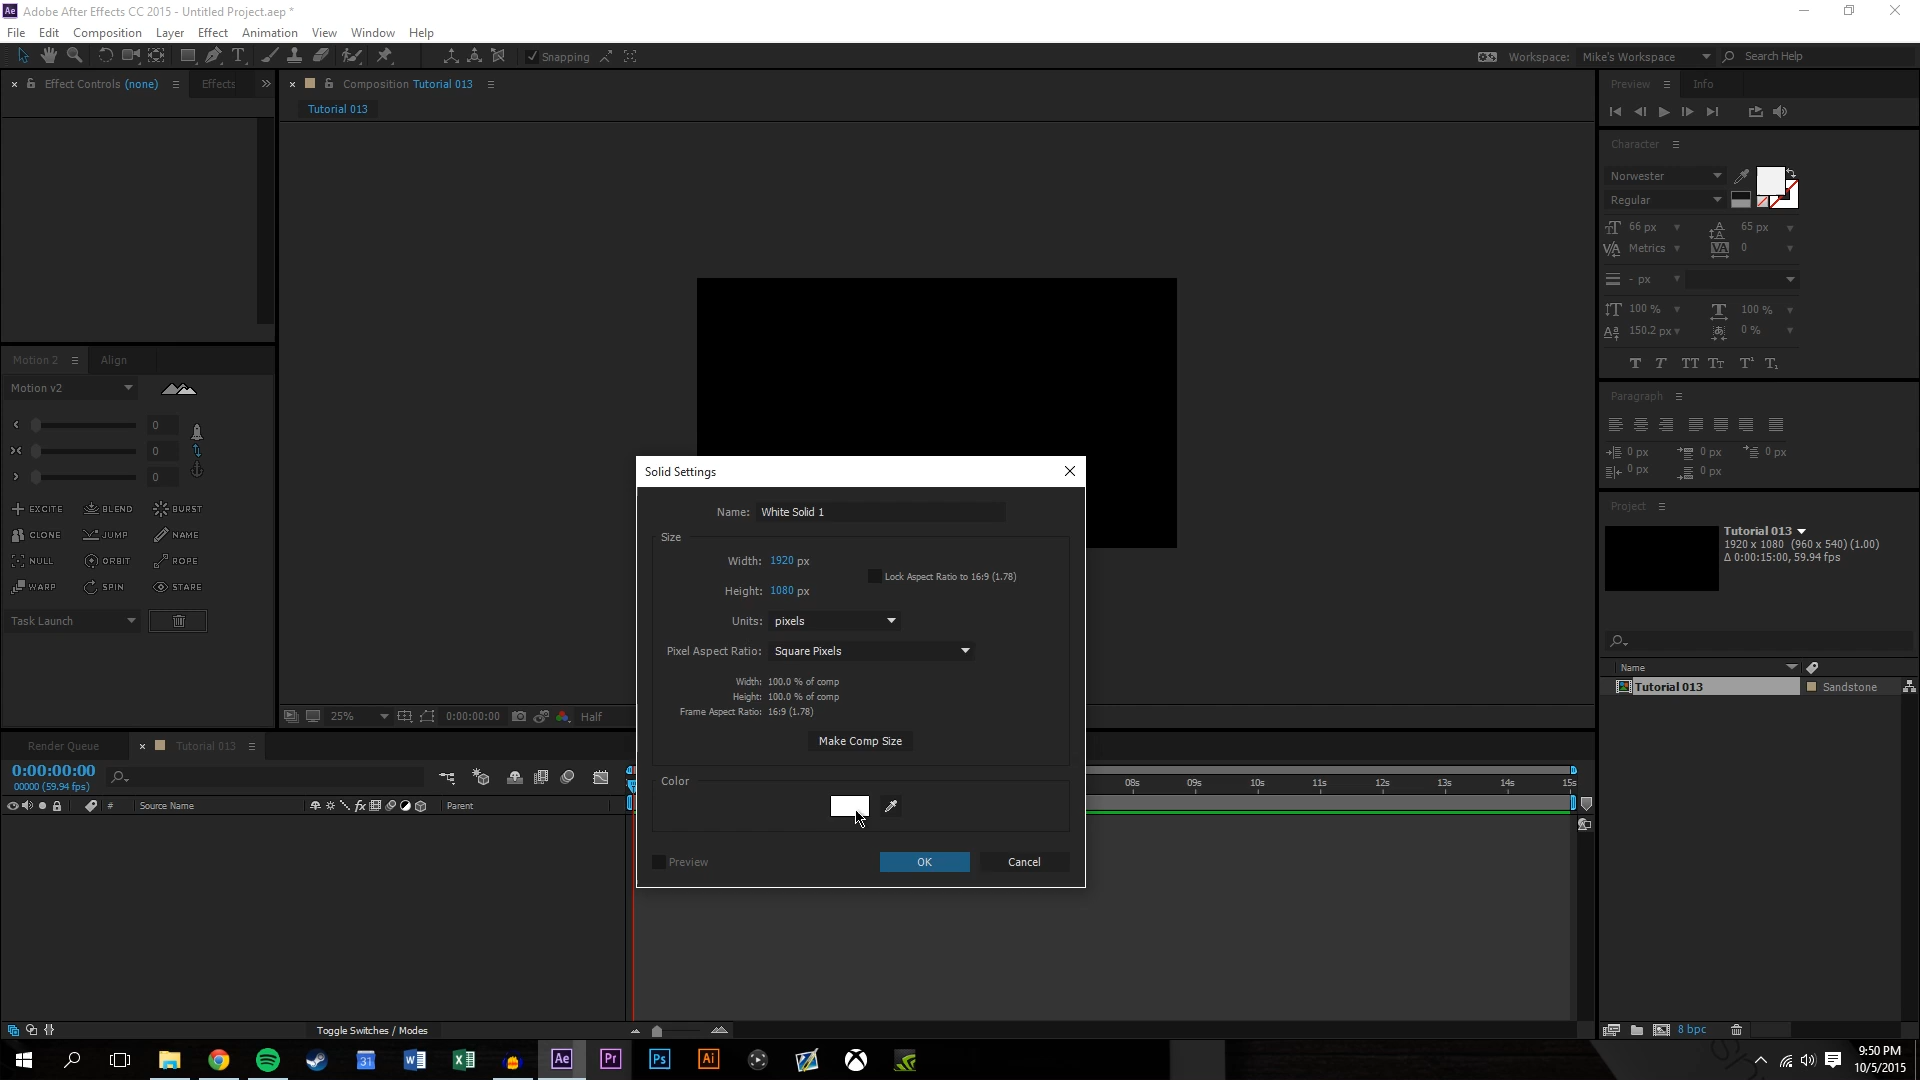 Ae Adobe After Effects CC 2015 - Untitled Project.aep *
File Edit Composition Layer Effect Animation View Window Help
Snapping
Workspace: Mike's Workspace
Search Help
Effect Controls (none)
Effects
Composition Tutorial 013
Tutorial 013
Preview
Info
Character
Norwester
Regular
66 px
65 px
Metrics
0
- px
100 %
100 %
150.2 px
0 %
Paragraph
0 px 0 px 0 px
0 px 0 px
Motion 2
Align
Motion v2
0
0
0
EXCITE BLEND BURST
CLONE JUMP NAME
NULL ORBIT ROPE
WARP SPIN STARE
Task Launch
25%
0:00:00:00
Half
Solid Settings
Name: White Solid 1
Size
Width: 1920 px
Lock Aspect Ratio to 16:9 (1.78)
Height: 1080 px
Units: pixels
Pixel Aspect Ratio: Square Pixels
Width: 100.0 % of comp
Height: 100.0 % of comp
Frame Aspect Ratio: 16:9 (1.78)
Make Comp Size
Color
Preview
OK
Cancel
Project
Tutorial 013
1920 x 1080 (960 x 540) (1.00)
Δ 0:00:15:00, 59.94 fps
Name
Tutorial 013
Sandstone
8 bpc
Render Queue
Tutorial 013
0:00:00:00
00000 (59.94 fps)
# Source Name
Parent
08s 09s 10s 11s 12s 13s 14s 15s
Toggle Switches / Modes
31
Ae Pr Ps Ai
9:50 PM
10/5/2015